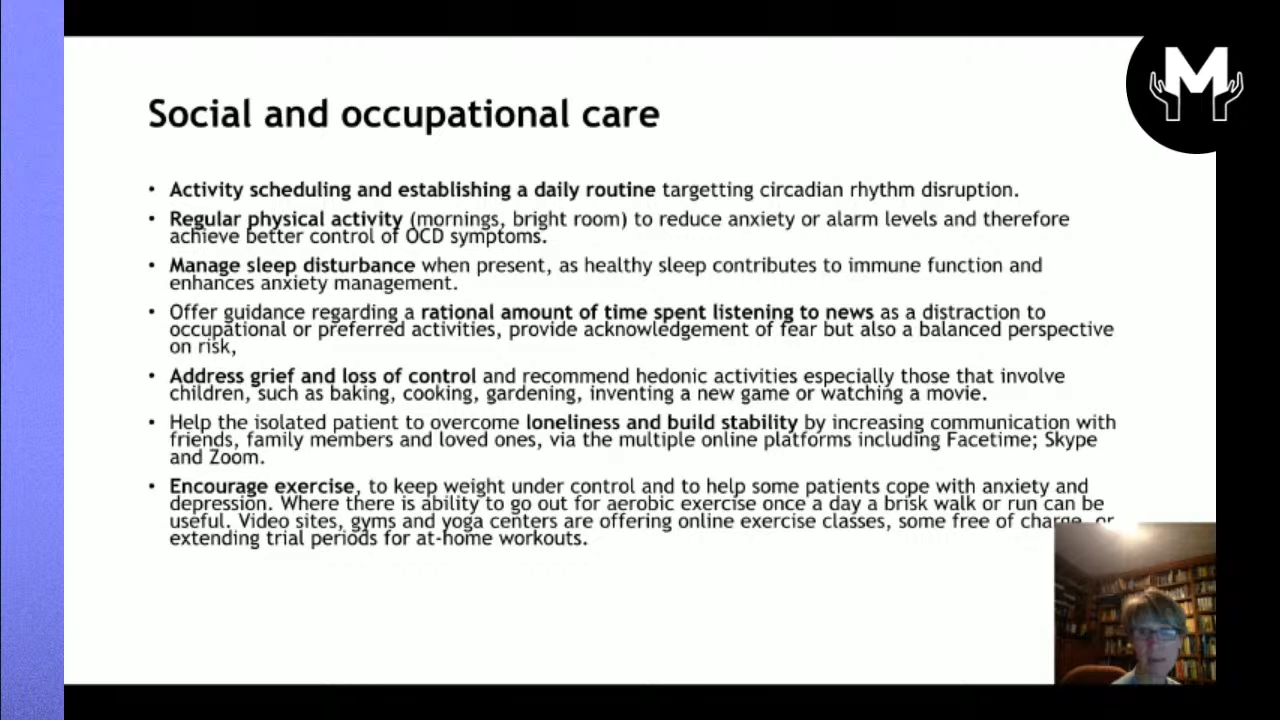 M
Social and occupational care
• Activity scheduling and establishing a daily routine targetting circadian rhythm disruption.
• Regular physical activity (mornings, bright room) to reduce anxiety or alarm levels and therefore
achieve better control of OCD symptoms.
• Manage sleep disturbance when present, as healthy sleep contributes to immune function and
enhances anxiety management.
• Offer guidance regarding a rational amount of time spent listening to news as a distraction to
occupational or preferred activities, provide acknowledgement of fear but also a balanced perspective
on risk,
• Address grief and loss of control and recommend hedonic activities especially those that involve
children, such as baking, cooking, gardening, inventing a new game or watching a movie.
• Help the isolated patient to overcome loneliness and build stability by increasing communication with
friends, family members and loved ones, via the multiple online platforms including Facetime; Skype
and Zoom.
• Encourage exercise, to keep weight under control and to help some patients cope with anxiety and
depression. Where there is ability to go out for aerobic exercise once a day a brisk walk or run can be
useful. Video sites, gyms and yoga centers are offering online exercise classes, some free of charge, or
extending trial periods for at-home workouts.